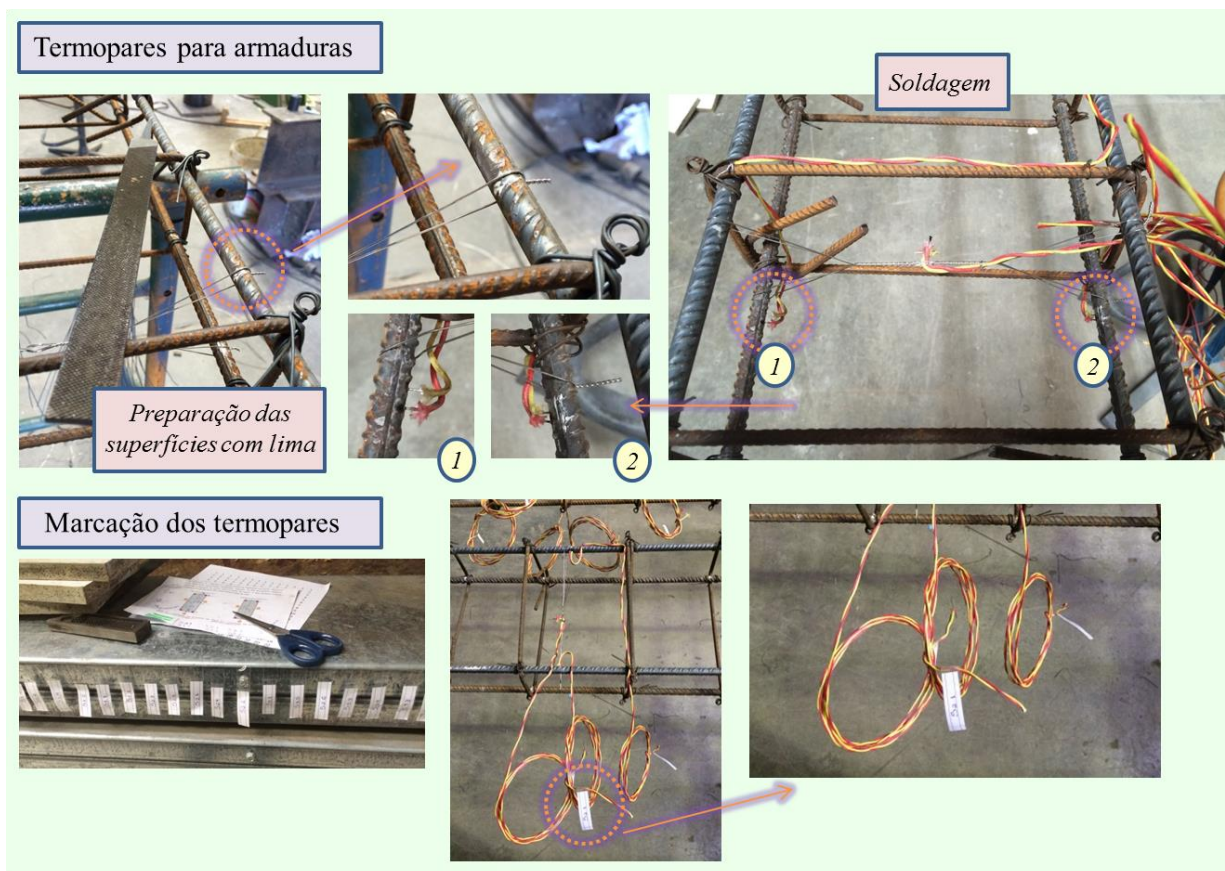 Termopares para armaduras
Soldagem
Preparação das
superfícies com lima
1
2
1
2
Marcação dos termopares